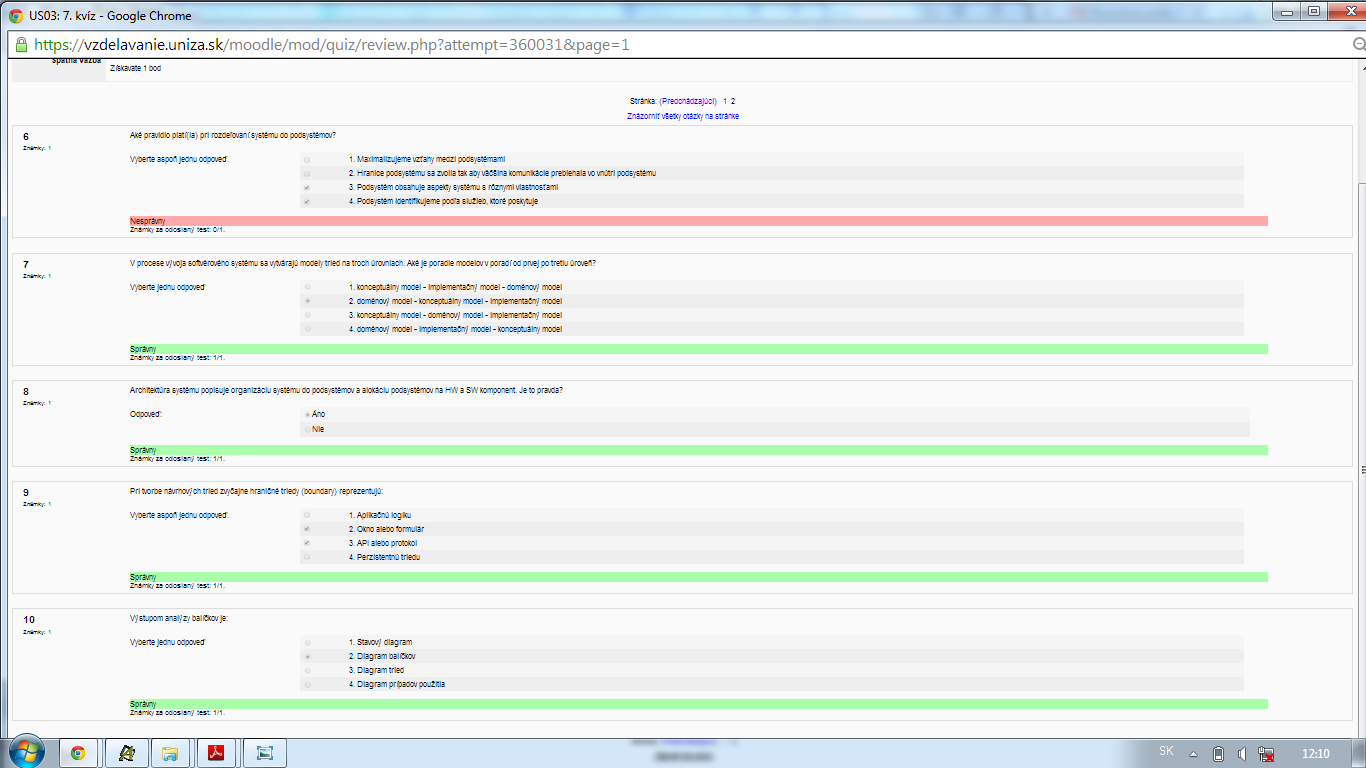 US03: 7. kvíz - Google Chrome
https://vzdelavanie.uniza.sk/moodle/mod/quiz/review.php?attempt=360031&page=1
Spätná väzba
Získavate 1 bod
Stránka: (Predchádzajúci) 1 2
Znázorniť všetky otázky na stránke
6
Známky: 1
Aké pravidlo platí(ia) pri rozdeľovaní systému do podsystémov?
Vyberte aspoň jednu odpoveď.
1. Maximalizujeme vzťahy medzi podsystémami
2. Hranice podsystému sa zvolia tak aby väčšina komunikácie prebiehala vo vnútri podsystému
3. Podsystém obsahuje aspekty systému s rôznymi vlastnosťami
4. Podsystém identifikujeme podľa služieb, ktoré poskytuje
Nesprávny
Známky za odoslaný test: 0/1.
7
Známky: 1
V procese vývoja softvérového systému sa vytvárajú modely tried na troch úrovniach. Aké je poradie modelov v poradí od prvej po tretiu úroveň?
Vyberte jednu odpoveď
1. konceptuálny model - implementačný model - doménový model
2. doménový model - konceptuálny model - implementačný model
3. konceptuálny model - doménový model - implementačný model
4. doménový model - implementačný model - konceptuálny model
Správny
Známky za odoslaný test: 1/1.
8
Známky: 1
Architektúra systému popisuje organizáciu systému do podsystémov a alokáciu podsystémov na HW a SW komponent. Je to pravda?
Odpoveď:
Áno
Nie
Správny
Známky za odoslaný test: 1/1.
9
Známky: 1
Pri tvorbe návrhových tried zvyčajne hraničné triedy (boundary) reprezentujú:
Vyberte aspoň jednu odpoveď.
1. Aplikačnú logiku
2. Okno alebo formulár
3. API alebo protokol
4. Perzistentnú triedu
Správny
Známky za odoslaný test: 1/1.
10
Známky: 1
Výstupom analýzy balíčkov je:
Vyberte jednu odpoveď
1. Stavový diagram
2. Diagram balíčkov
3. Diagram tried
4. Diagram prípadov použitia
Správny
Známky za odoslaný test: 1/1.
SK
12:10